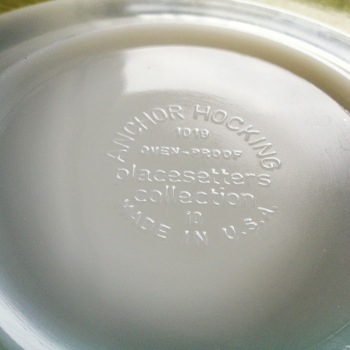 ANCHOR HOCKING
1019
OVEN-PROOF
placesetters
collection
10
MADE IN U.S.A.